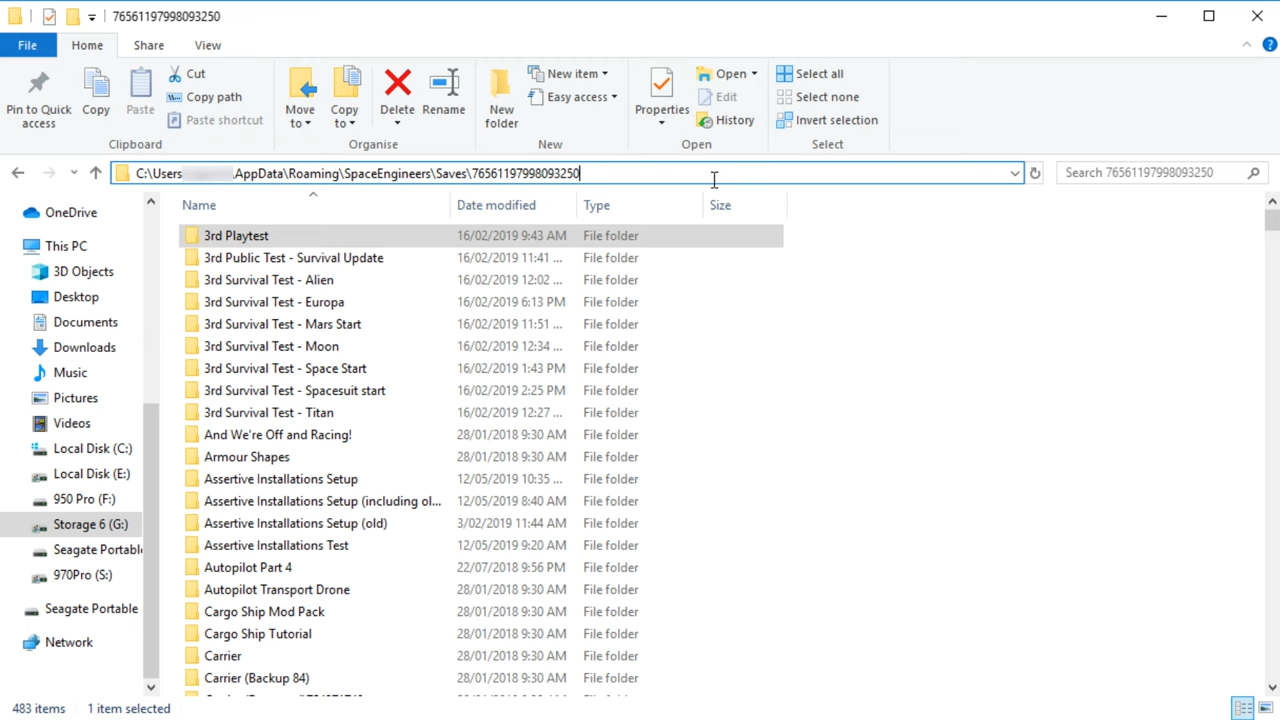 76561197998093250
File Home Share View
Pin to Quick access
Copy
Paste
Cut
Copy path
Paste shortcut
Clipboard
Move to
Copy to
Delete
Rename
Organise
New folder
New item
Easy access
New
Properties
Open
Edit
History
Open
Select all
Select none
Invert selection
Select
C:\Users \AppData\Roaming\SpaceEngineers\Saves\76561197998093250
Search 76561197998093250
OneDrive
This PC
3D Objects
Desktop
Documents
Downloads
Music
Pictures
Videos
Local Disk (C:)
Local Disk (E:)
950 Pro (F:)
Storage 6 (G:)
Seagate Portabl
970Pro (S:)
Seagate Portable
Network
Name Date modified Type Size
3rd Playtest 16/02/2019 9:43 AM File folder
3rd Public Test - Survival Update 16/02/2019 11:41 ... File folder
3rd Survival Test - Alien 16/02/2019 12:02 ... File folder
3rd Survival Test - Europa 16/02/2019 6:13 PM File folder
3rd Survival Test - Mars Start 16/02/2019 11:51 ... File folder
3rd Survival Test - Moon 16/02/2019 12:34 ... File folder
3rd Survival Test - Space Start 16/02/2019 1:43 PM File folder
3rd Survival Test - Spacesuit start 16/02/2019 2:25 PM File folder
3rd Survival Test - Titan 16/02/2019 12:27 ... File folder
And We're Off and Racing! 28/01/2018 9:30 AM File folder
Armour Shapes 28/01/2018 9:30 AM File folder
Assertive Installations Setup 12/05/2019 10:35 ... File folder
Assertive Installations Setup (including ol... 12/05/2019 8:40 AM File folder
Assertive Installations Setup (old) 3/02/2019 11:44 AM File folder
Assertive Installations Test 12/05/2019 9:20 AM File folder
Autopilot Part 4 22/07/2018 9:56 PM File folder
Autopilot Transport Drone 28/01/2018 9:30 AM File folder
Cargo Ship Mod Pack 28/01/2018 9:30 AM File folder
Cargo Ship Tutorial 28/01/2018 9:30 AM File folder
Carrier 28/01/2018 9:30 AM File folder
Carrier (Backup 84) 28/01/2018 9:30 AM File folder
483 items 1 item selected